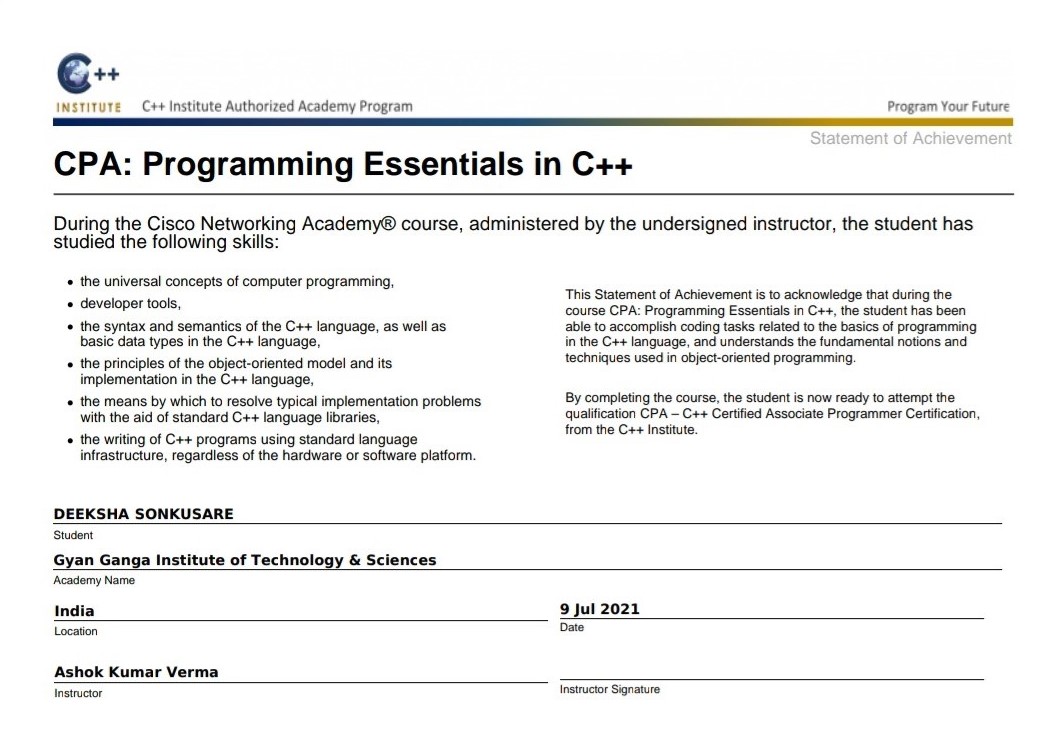 C++
INSTITUTE
C++ Institute Authorized Academy Program
Program Your Future
Statement of Achievement
CPA: Programming Essentials in C++
During the Cisco Networking Academy® course, administered by the undersigned instructor, the student has
studied the following skills:
• the universal concepts of computer programming,
• developer tools,
• the syntax and semantics of the C++ language, as well as
basic data types in the C++ language,
• the principles of the object-oriented model and its
implementation in the C++ language,
• the means by which to resolve typical implementation problems
with the aid of standard C++ language libraries,
• the writing of C++ programs using standard language
infrastructure, regardless of the hardware or software platform.
This Statement of Achievement is to acknowledge that during the
course CPA: Programming Essentials in C++, the student has been
able to accomplish coding tasks related to the basics of programming
in the C++ language, and understands the fundamental notions and
techniques used in object-oriented programming.
By completing the course, the student is now ready to attempt the
qualification CPA – C++ Certified Associate Programmer Certification,
from the C++ Institute.
DEEKSHA SONKUSARE
Student
Gyan Ganga Institute of Technology & Sciences
Academy Name
India
Location
9 Jul 2021
Date
Ashok Kumar Verma
Instructor
Instructor Signature